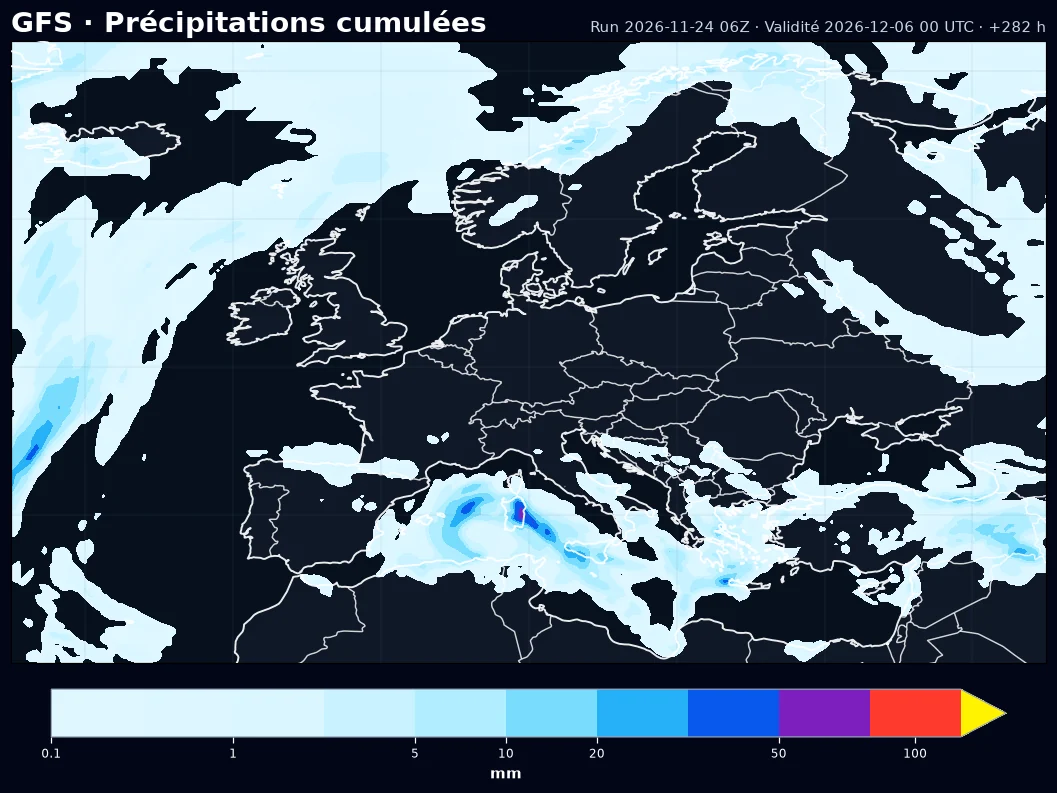 GFS · Précipitations cumulées
Run 2026-11-24 06Z · Validité 2026-12-06 00 UTC · +282 h
0.1 1 5 10 20 50 100
mm